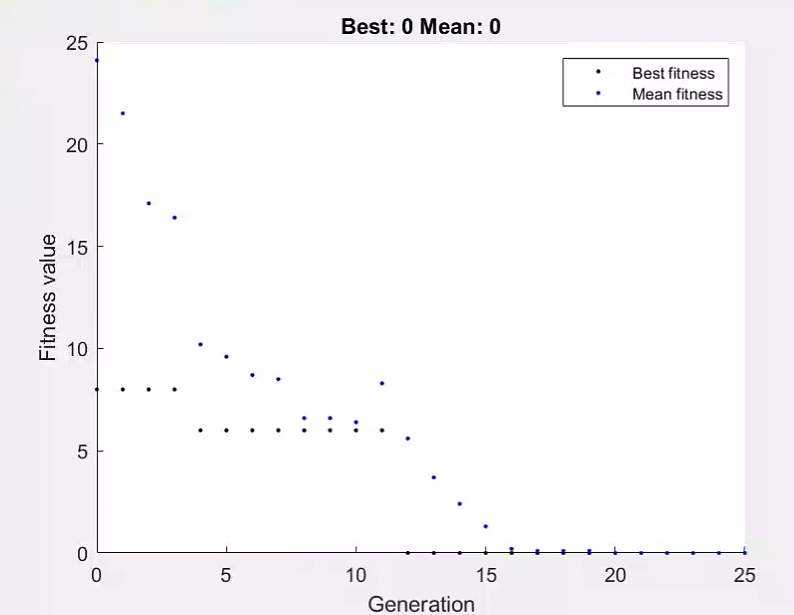 Best: 0 Mean: 0
25
20
15
10
5
0
Fitness value
Best fitness
Mean fitness
0 5 10 15 20 25
Generation